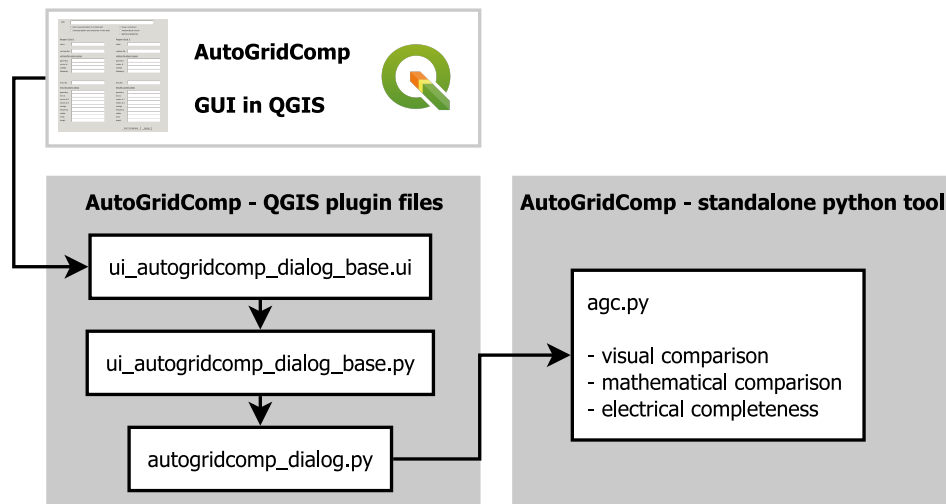 AutoGridComp
GUI in QGIS
AutoGridComp - QGIS plugin files
ui_autogridcomp_dialog_base.ui
ui_autogridcomp_dialog_base.py
autogridcomp_dialog.py
AutoGridComp - standalone python tool
agc.py
- visual comparison
- mathematical comparison
- electrical completeness